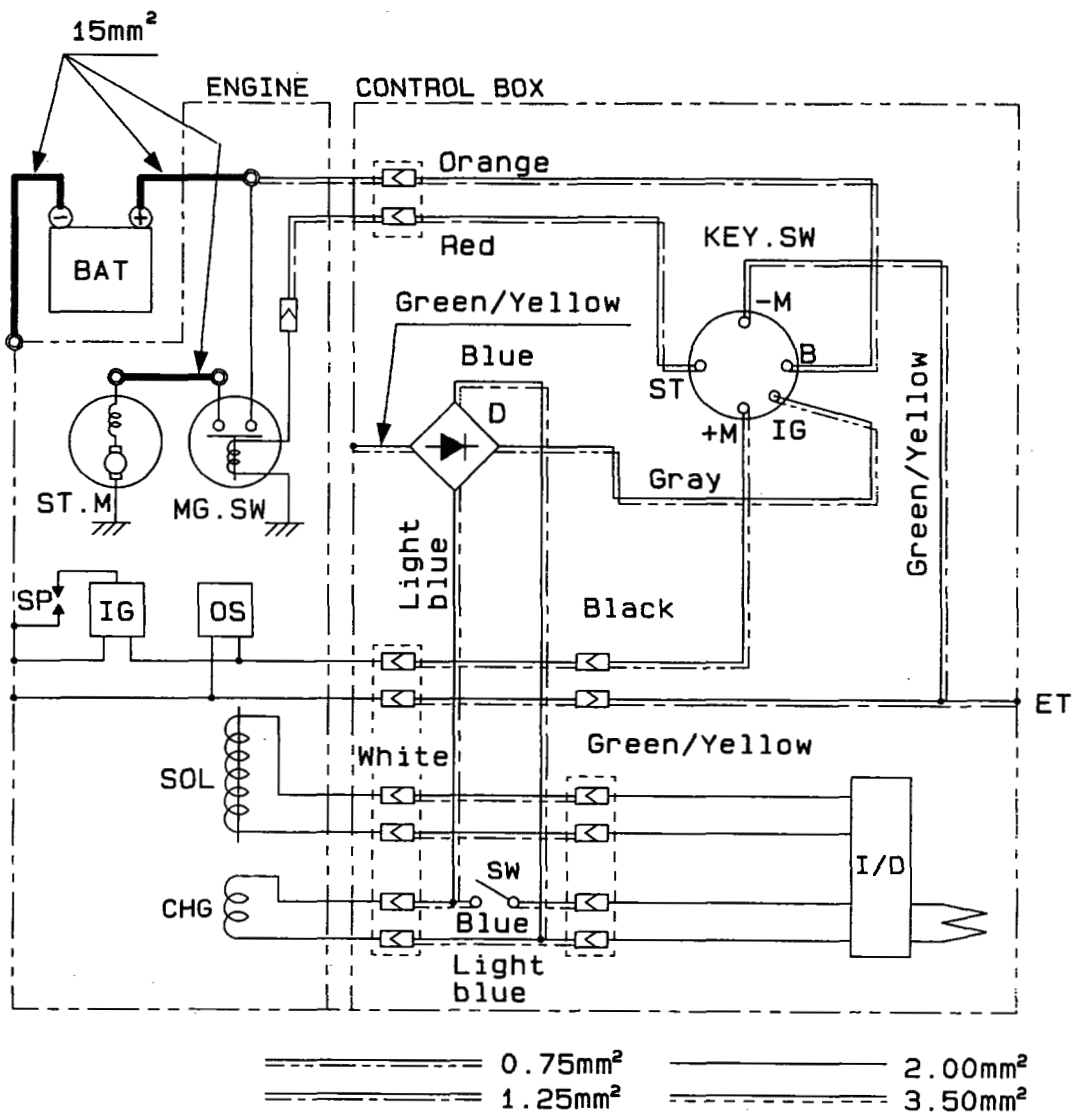 15mm²
ENGINE
CONTROL BOX
Orange
Red
KEY.SW
BAT
Green/Yellow
-M
Blue
B
ST
D
+M
IG
Green/Yellow
Gray
ST.M
MG.SW
Light
blue
SP
IG
OS
Black
ET
White
Green/Yellow
SOL
SW
I/D
CHG
Blue
Light
blue
0.75mm²
2.00mm²
1.25mm²
3.50mm²